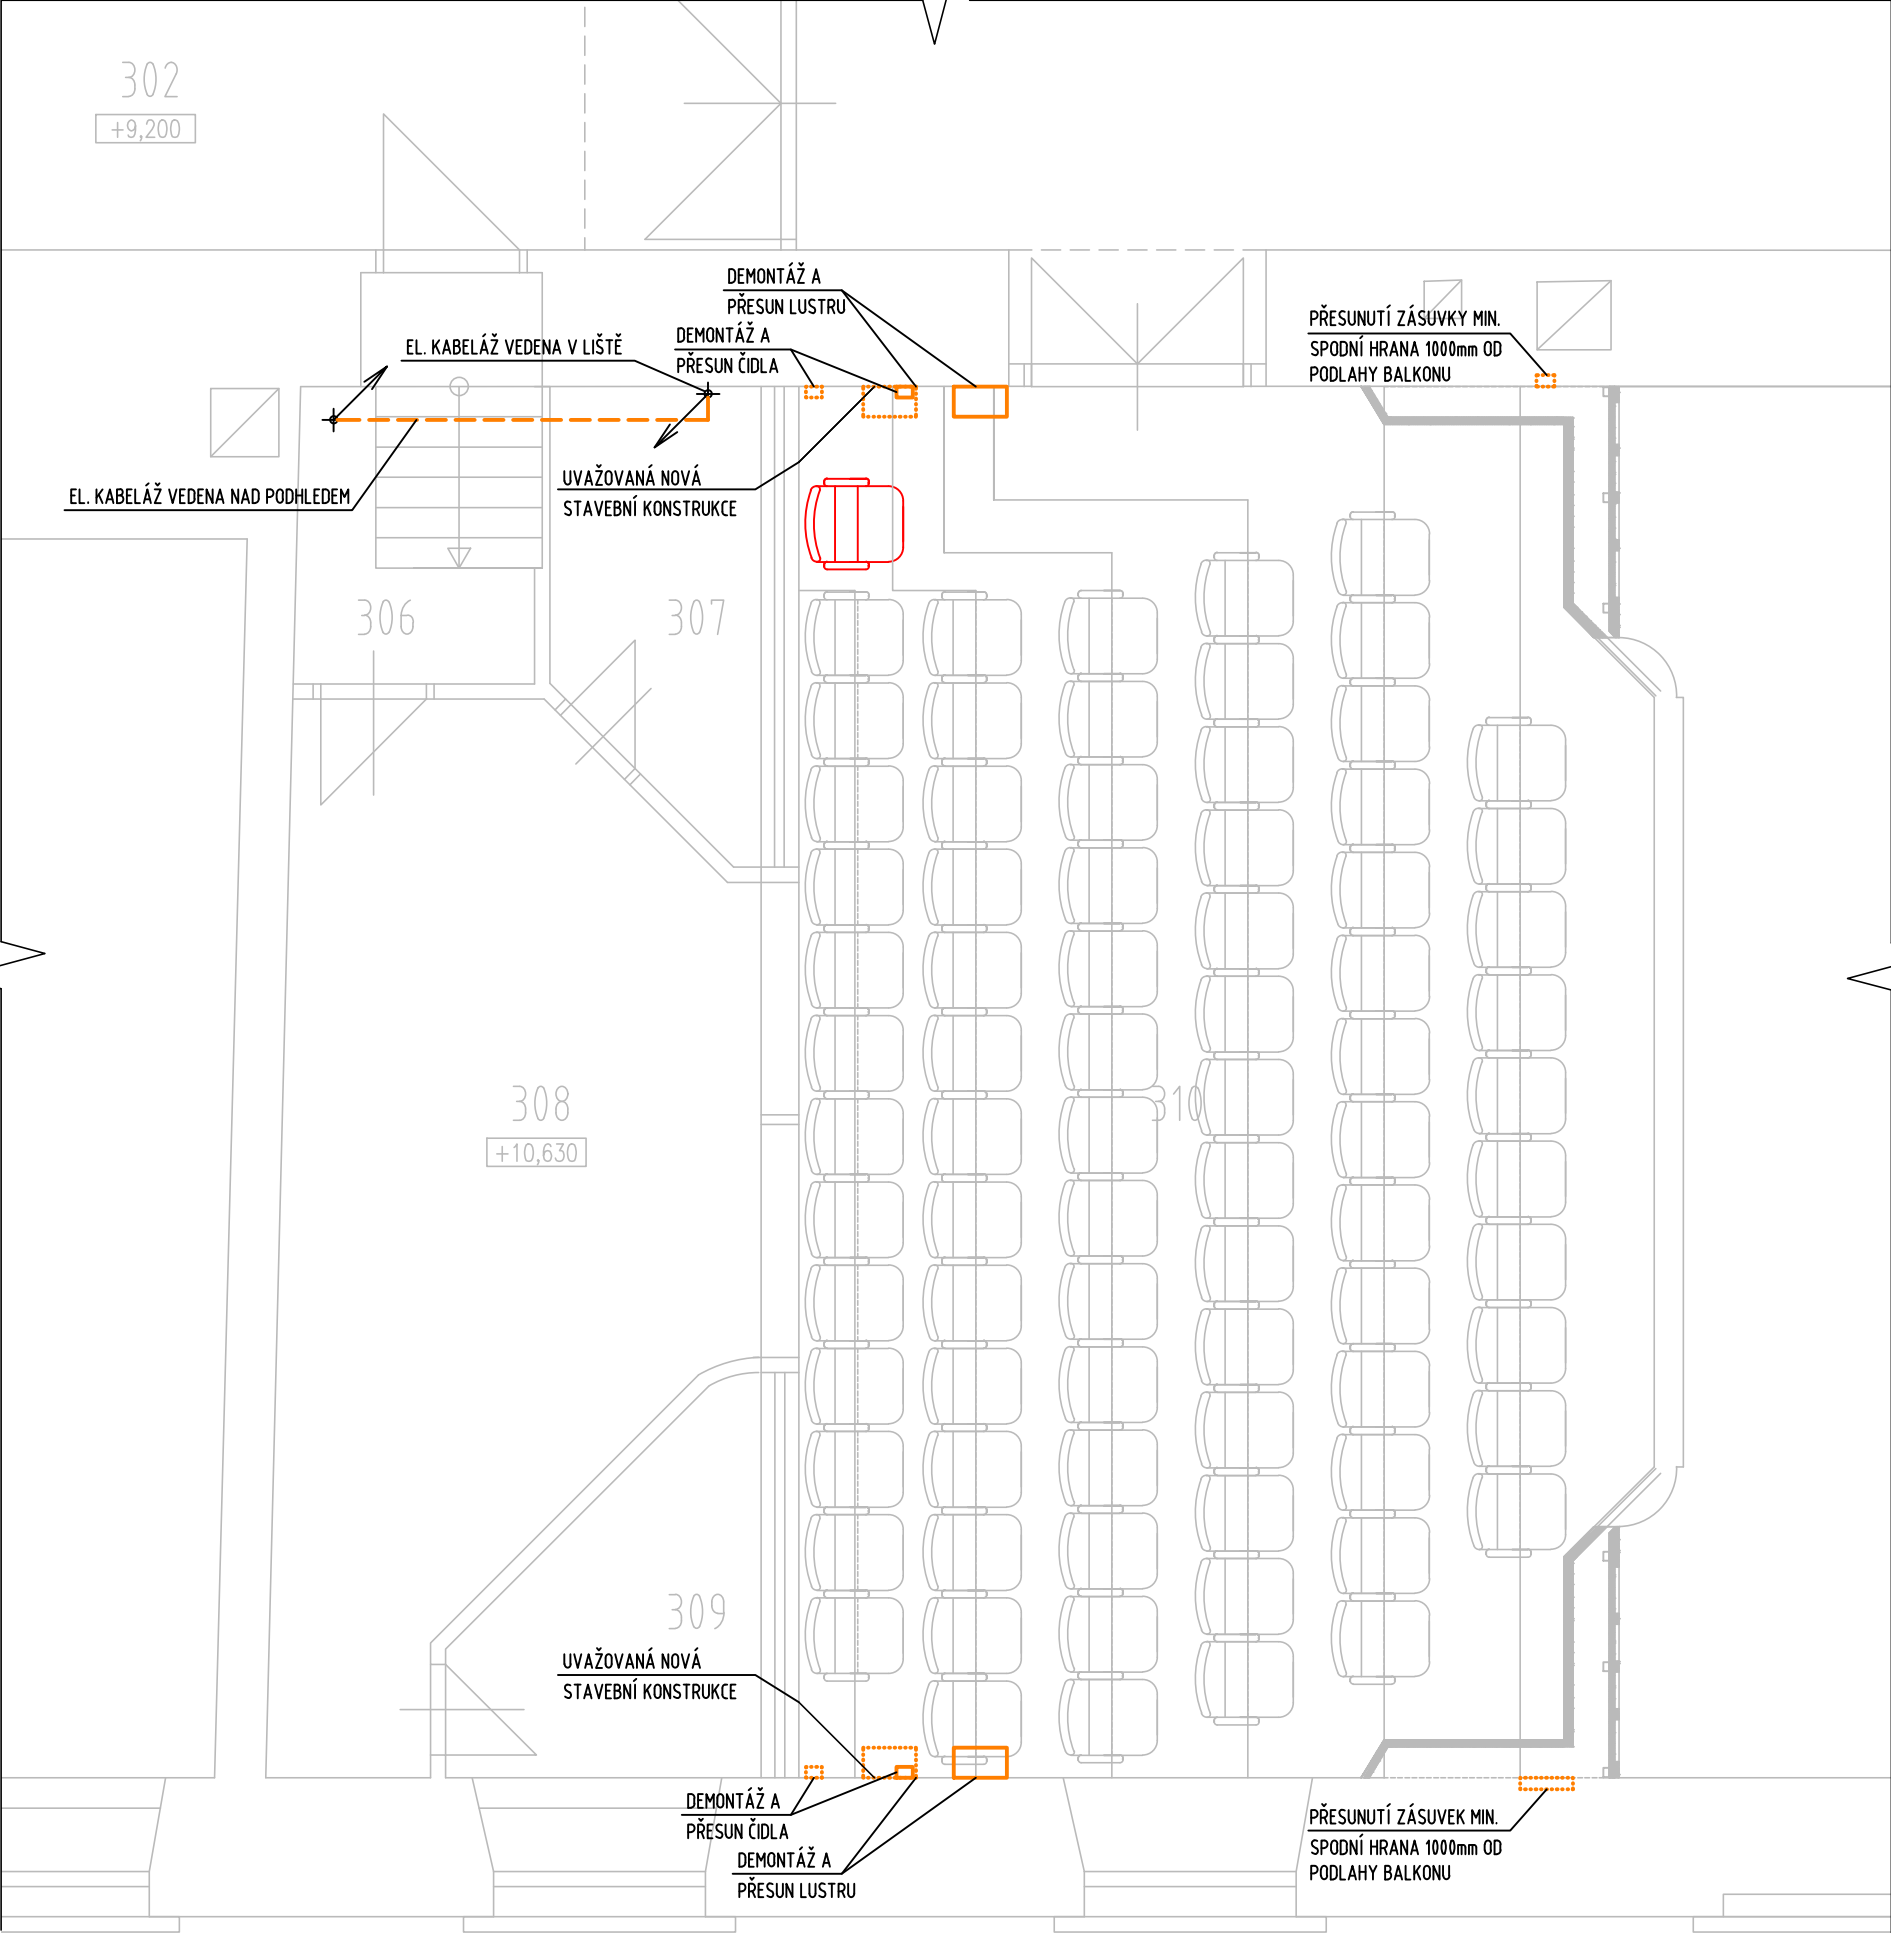 302
+9,200
DEMONTÁŽ A
PŘESUN LUSTRU
DEMONTÁŽ A
PŘESUN ČIDLA
EL. KABELÁŽ VEDENA V LIŠTĚ
PŘESUNUTÍ ZÁSUVKY MIN.
SPODNÍ HRANA 1000mm OD
PODLAHY BALKONU
EL. KABELÁŽ VEDENA NAD PODHLEDEM
UVAŽOVANÁ NOVÁ
STAVEBNÍ KONSTRUKCE
306
307
308
+10,630
310
309
UVAŽOVANÁ NOVÁ
STAVEBNÍ KONSTRUKCE
DEMONTÁŽ A
PŘESUN ČIDLA
DEMONTÁŽ A
PŘESUN LUSTRU
PŘESUNUTÍ ZÁSUVEK MIN.
SPODNÍ HRANA 1000mm OD
PODLAHY BALKONU